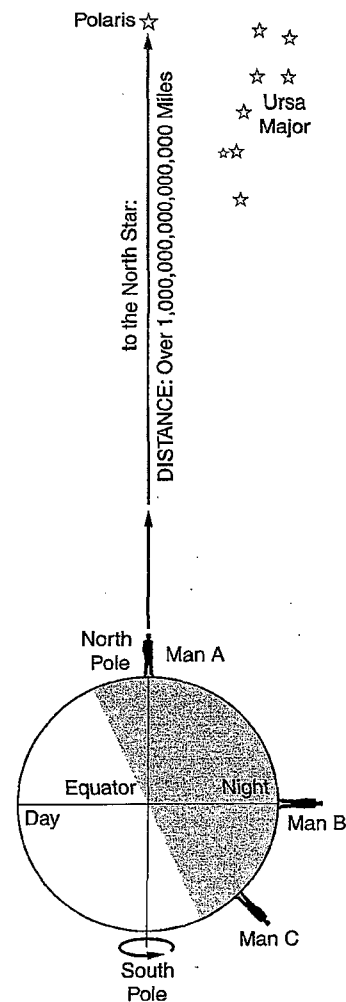 Polaris
Ursa
Major
to the North Star:
DISTANCE: Over 1,000,000,000,000,000 Miles
North
Pole
Man A
Equator
Night
Day
Man B
Man C
South
Pole